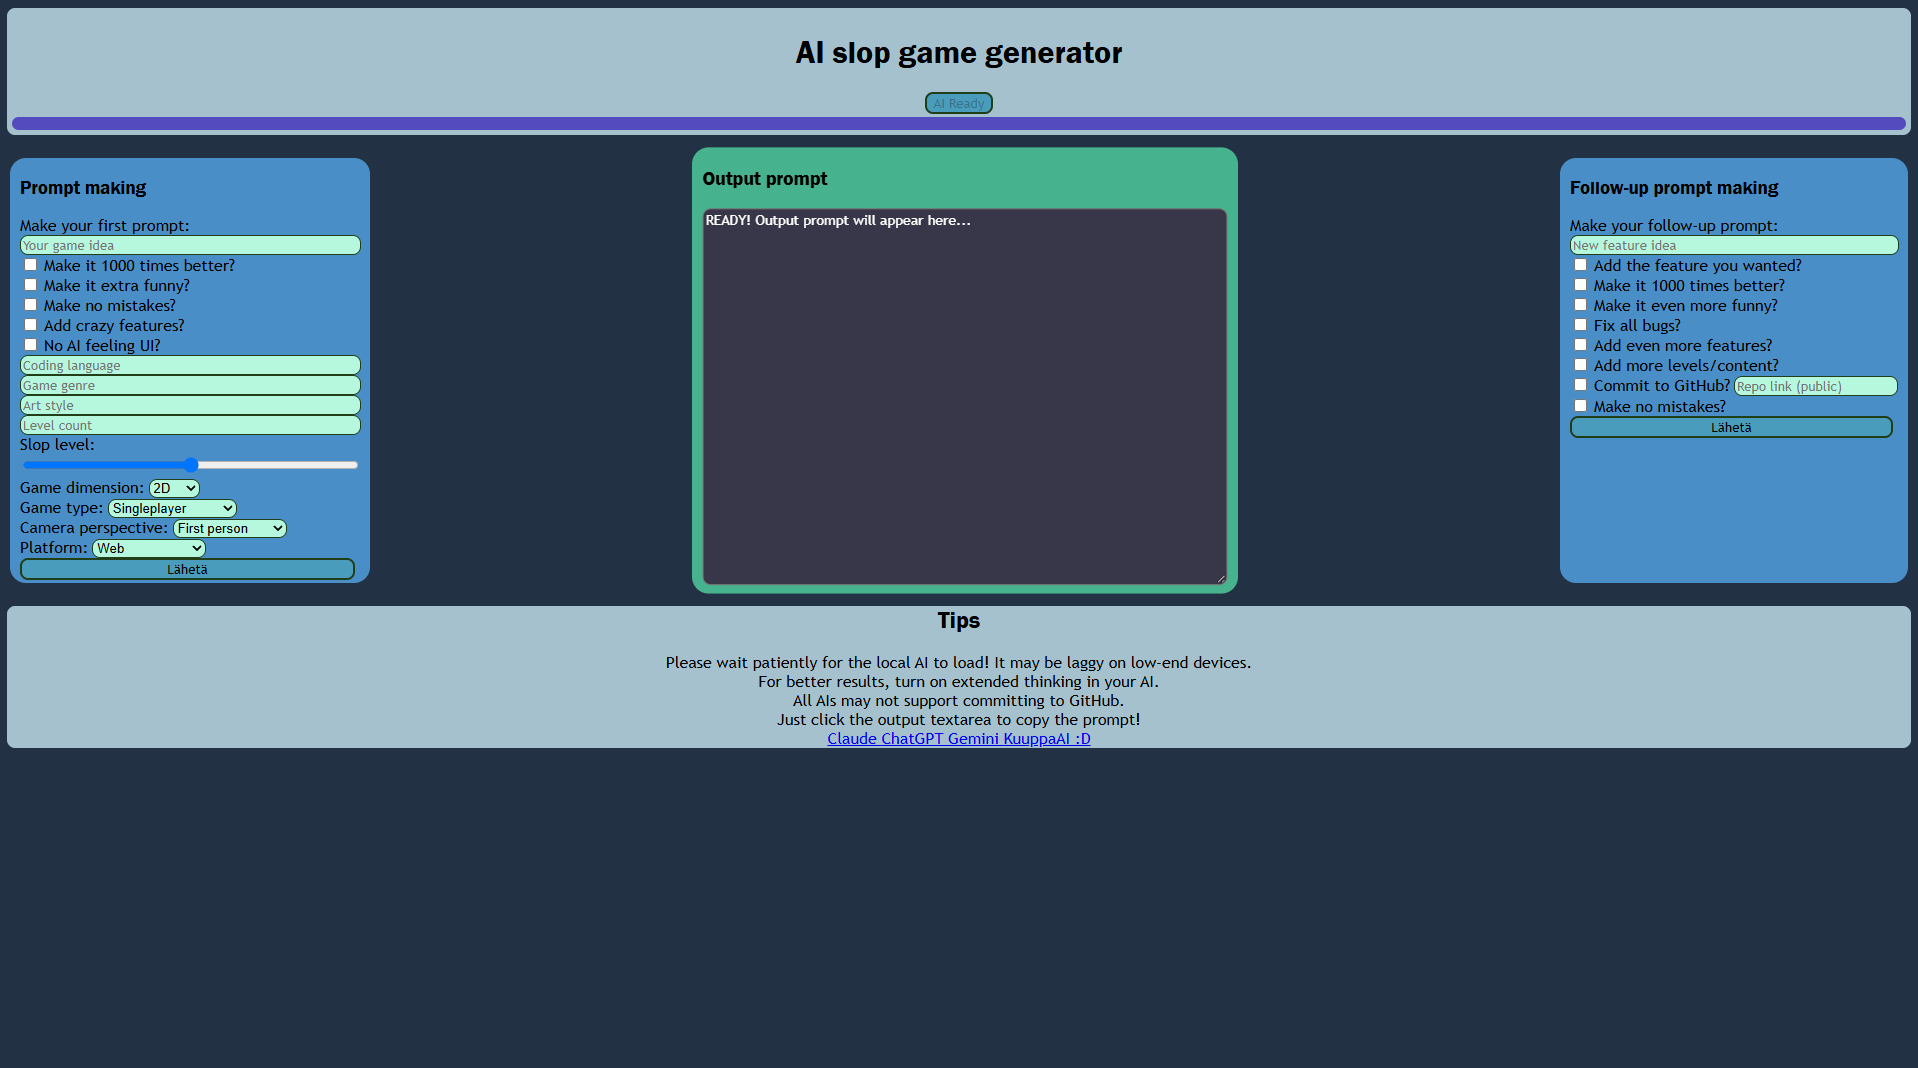 AI slop game generator
AI Ready
Prompt making
Make your first prompt:
Your game idea
Make it 1000 times better?
Make it extra funny?
Make no mistakes?
Add crazy features?
No AI feeling UI?
Coding language
Game genre
Art style
Level count
Slop level:
Game dimension: 2D
Game type: Singleplayer
Camera perspective: First person
Platform: Web
Lähetä
Output prompt
READY! Output prompt will appear here...
Follow-up prompt making
Make your follow-up prompt:
New feature idea
Add the feature you wanted?
Make it 1000 times better?
Make it even more funny?
Fix all bugs?
Add even more features?
Add more levels/content?
Commit to GitHub? Repo link (public)
Make no mistakes?
Lähetä
Tips
Please wait patiently for the local AI to load! It may be laggy on low-end devices.
For better results, turn on extended thinking in your AI.
All AIs may not support committing to GitHub.
Just click the output textarea to copy the prompt!
Claude ChatGPT Gemini KuuppaAI :D